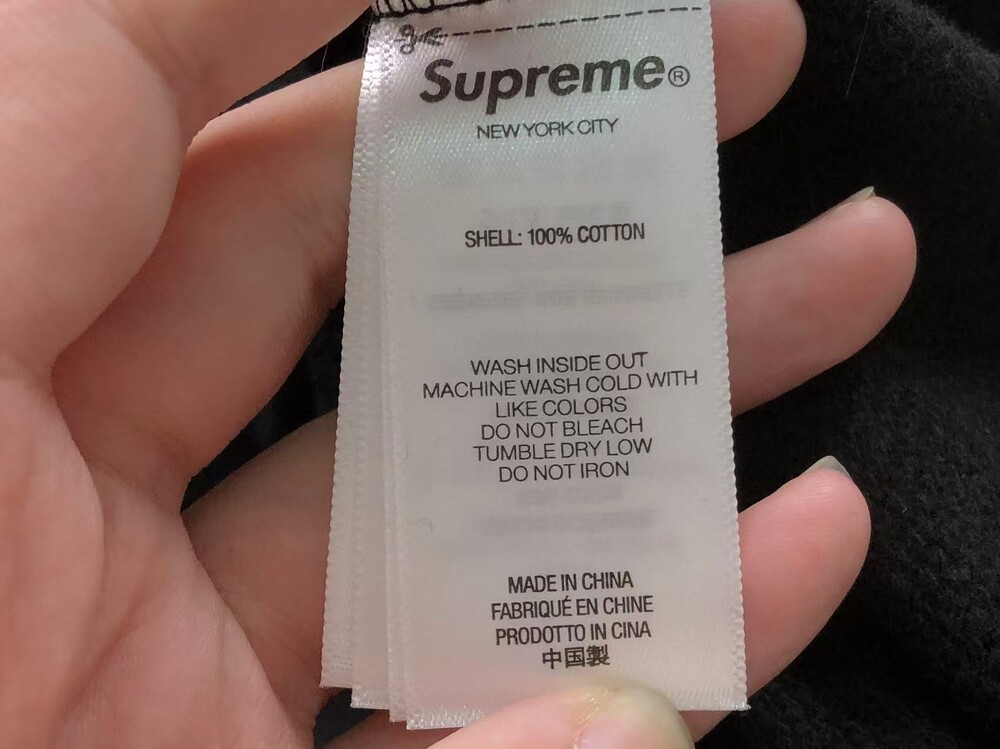 Supreme®
NEW YORK CITY
SHELL: 100% COTTON
WASH INSIDE OUT
MACHINE WASH COLD WITH
LIKE COLORS
DO NOT BLEACH
TUMBLE DRY LOW
DO NOT IRON
MADE IN CHINA
FABRIQUÉ EN CHINE
PRODOTTO IN CINA
中国製